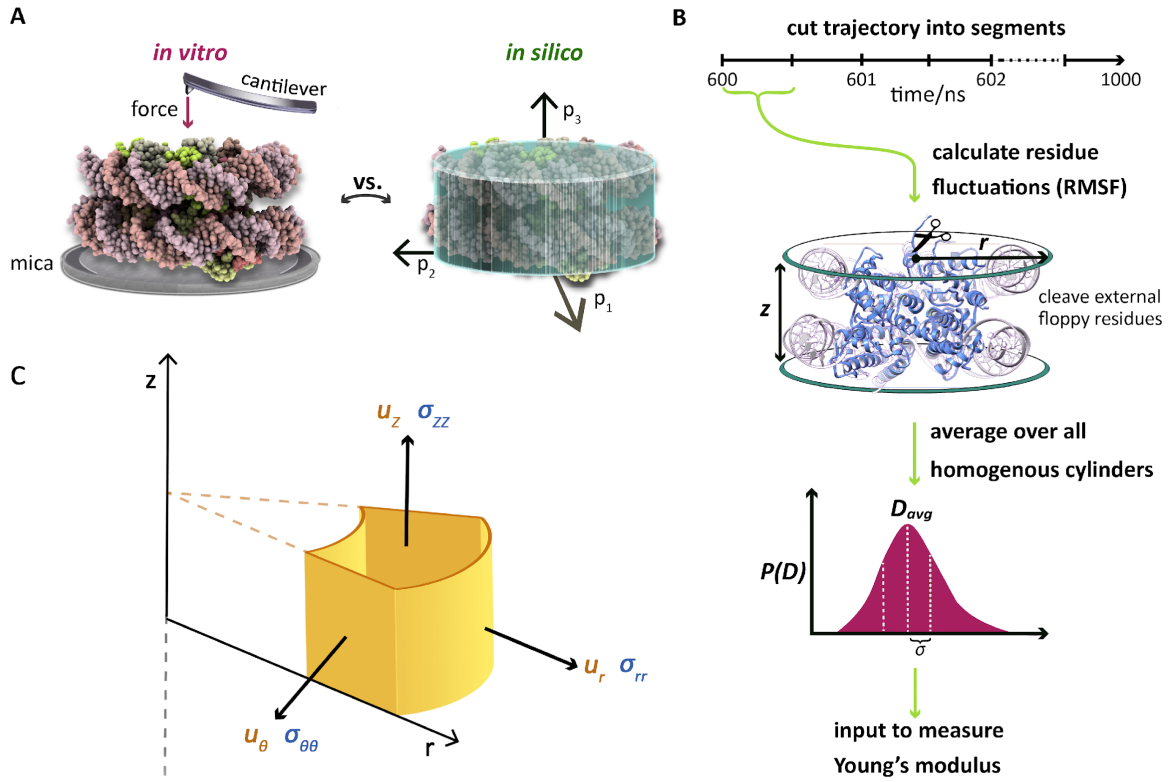 A
in vitro
cantilever
force
mica
vs.
in silico
p3
p2
p1
B
cut trajectory into segments
600 601 602 1000
time/ns
calculate residue
fluctuations (RMSF)
r
z
cleave external
floppy residues
average over all
homogenous cylinders
Davg
P(D)
σ
input to measure
Young's modulus
C
z
uz σzz
ur σrr
uθ σθθ
r